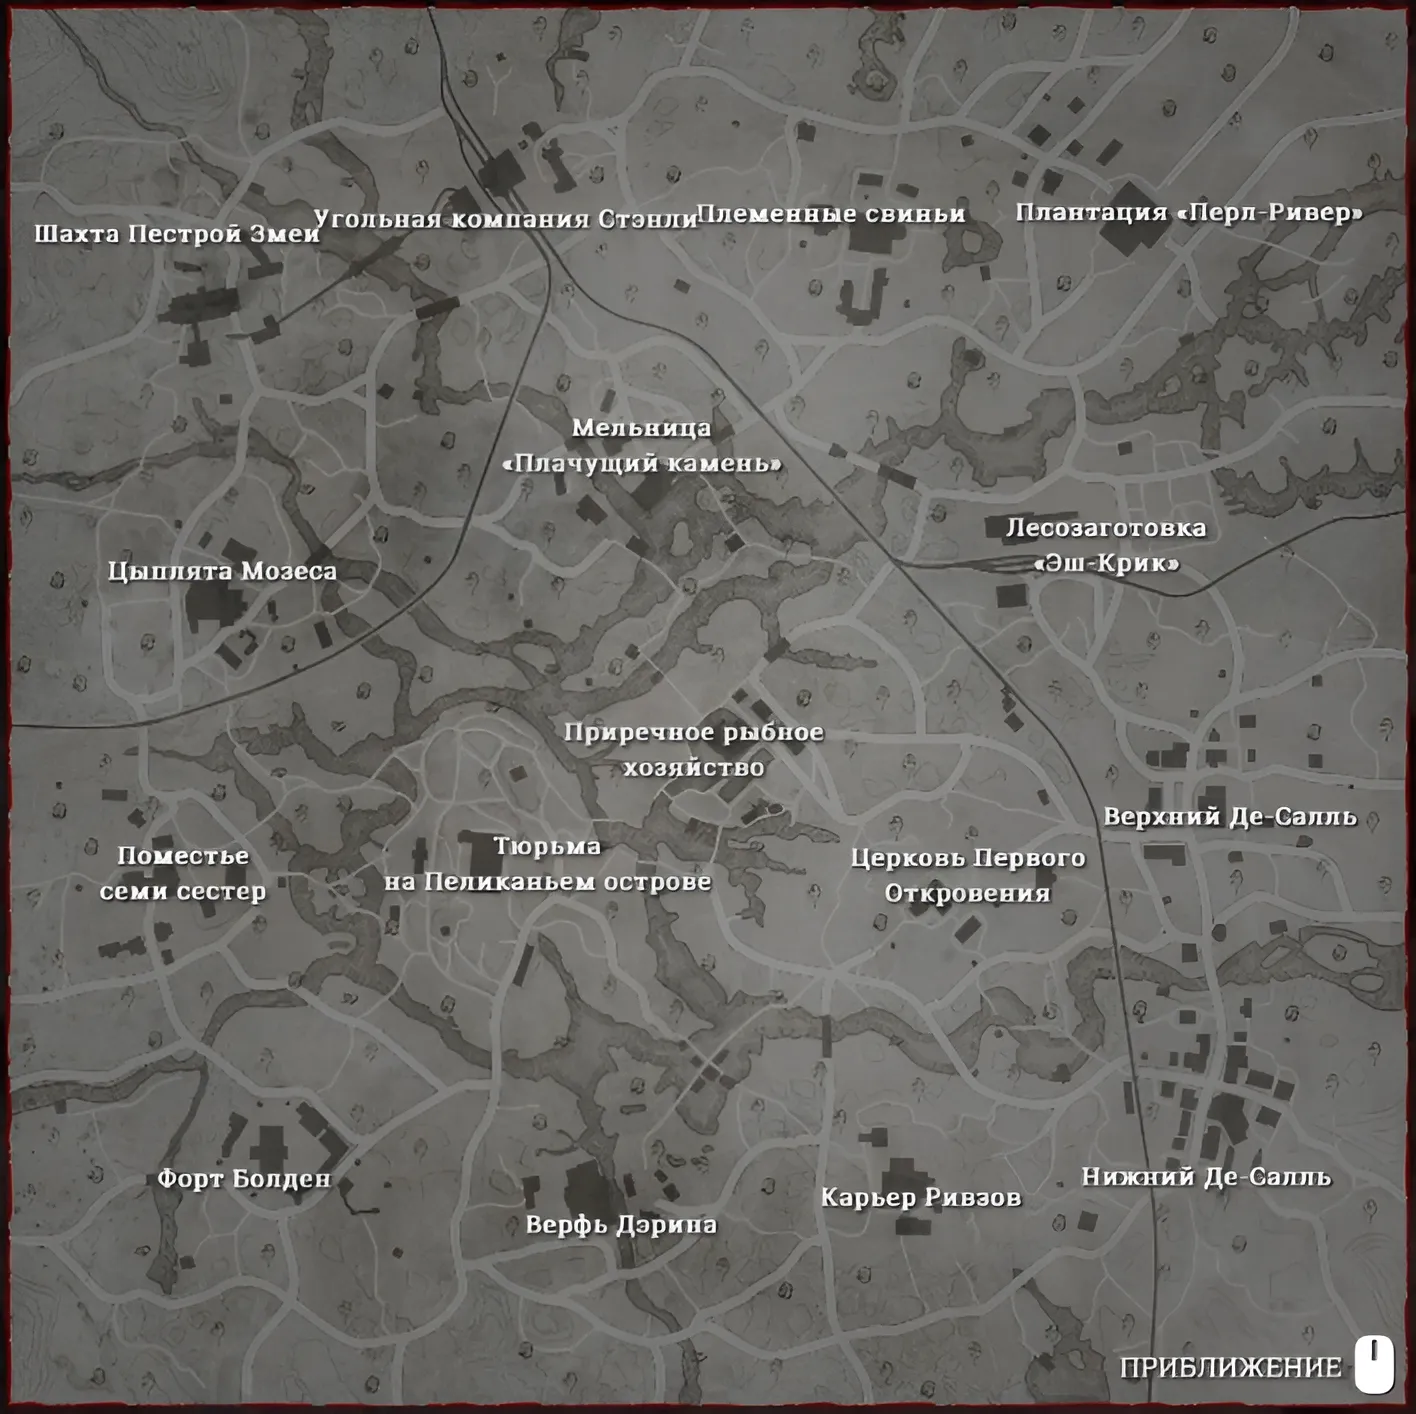 Шахта Пестрой Змеи
Угольная компания Стэнли
Племенные свиньи
Плантация «Перл-Ривер»
Мельница
«Плачущий камень»
Лесозаготовка
«Эш-Крик»
Цыплята Мозеса
Приречное рыбное
хозяйство
Верхний Де-Салль
Поместье
семи сестер
Тюрьма
на Пеликаньем острове
Церковь Первого
Откровения
Форт Болден
Верфь Дэрина
Карьер Ривзов
Нижний Де-Салль
ПРИБЛИЖЕНИЕ